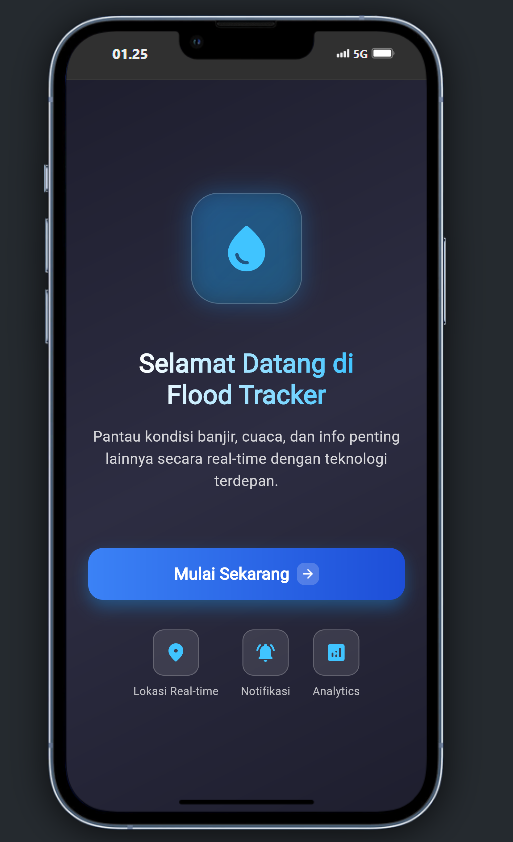 01.25
5G
Selamat Datang di
Flood Tracker
Pantau kondisi banjir, cuaca, dan info penting
lainnya secara real-time dengan teknologi
terdepan.
Mulai Sekarang
Lokasi Real-time
Notifikasi
Analytics